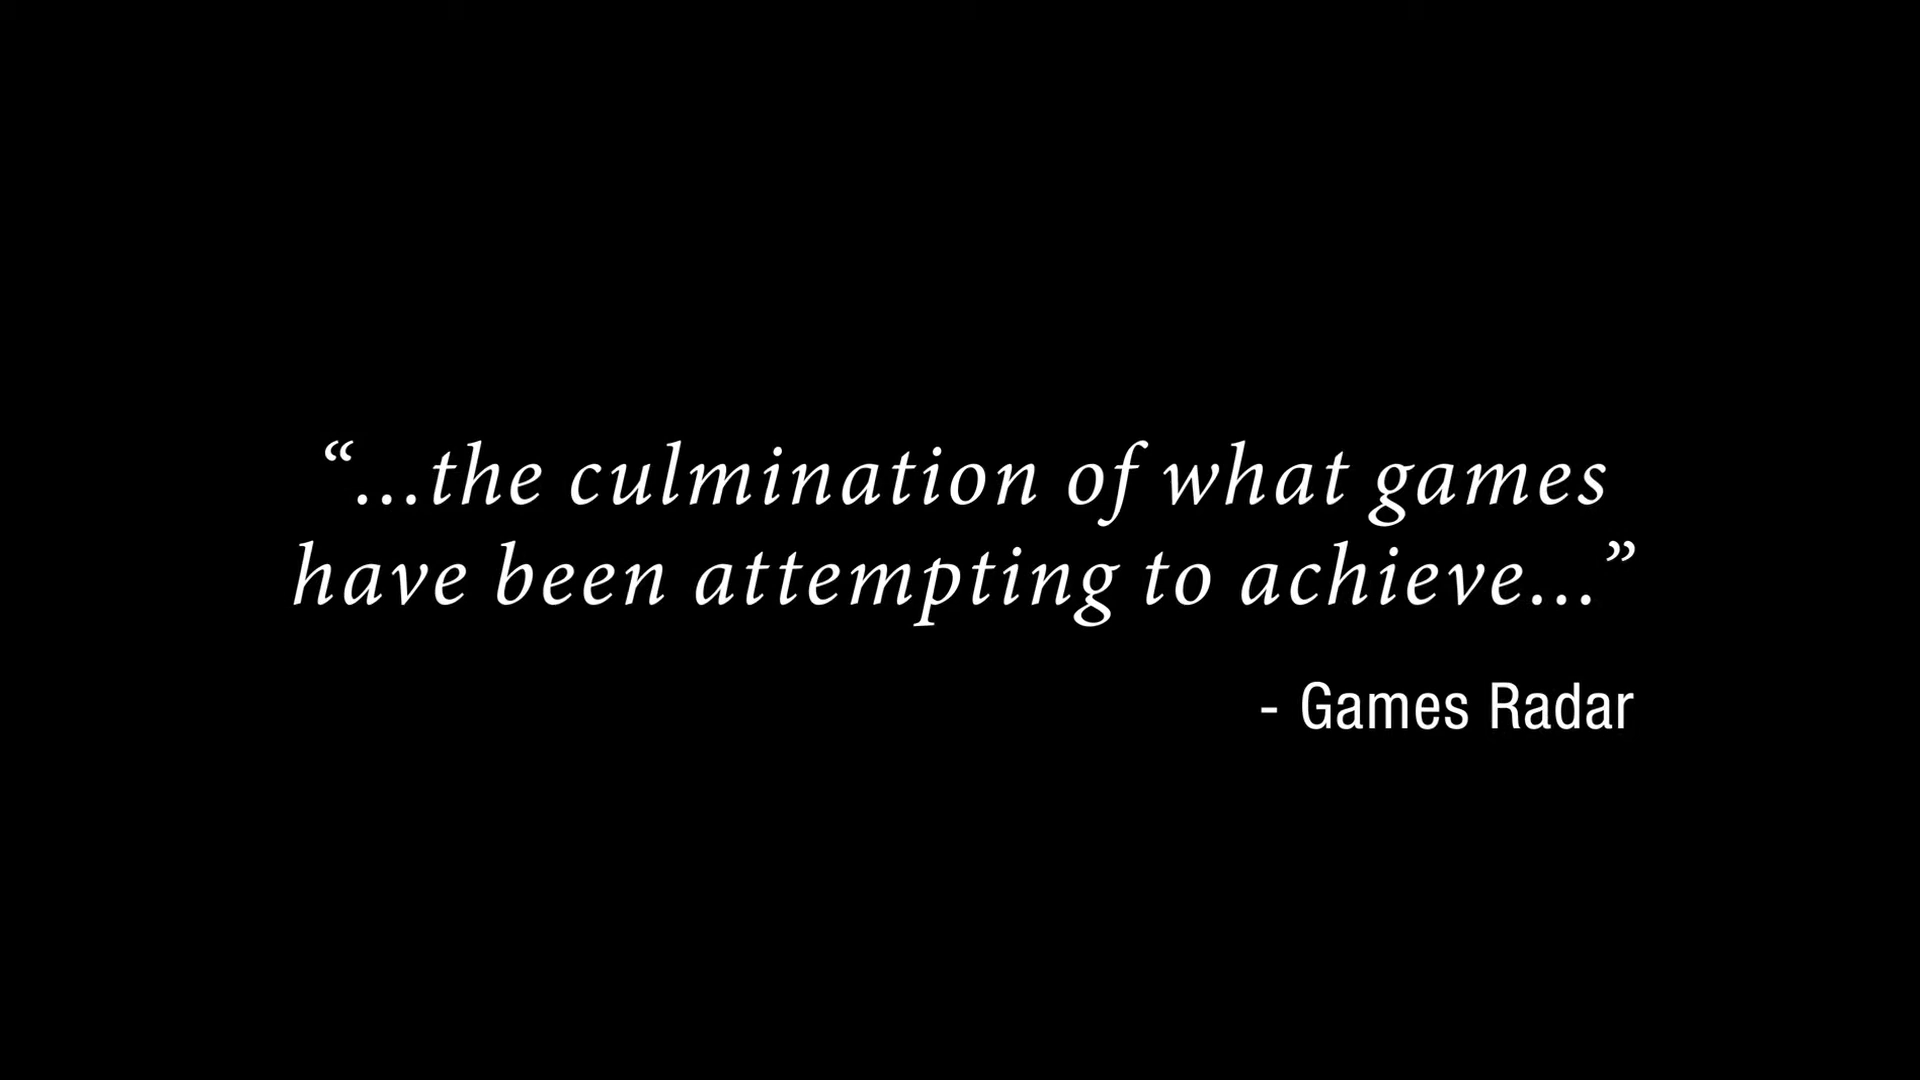 “...the culmination of what games
have been attempting to achieve...”
- Games Radar